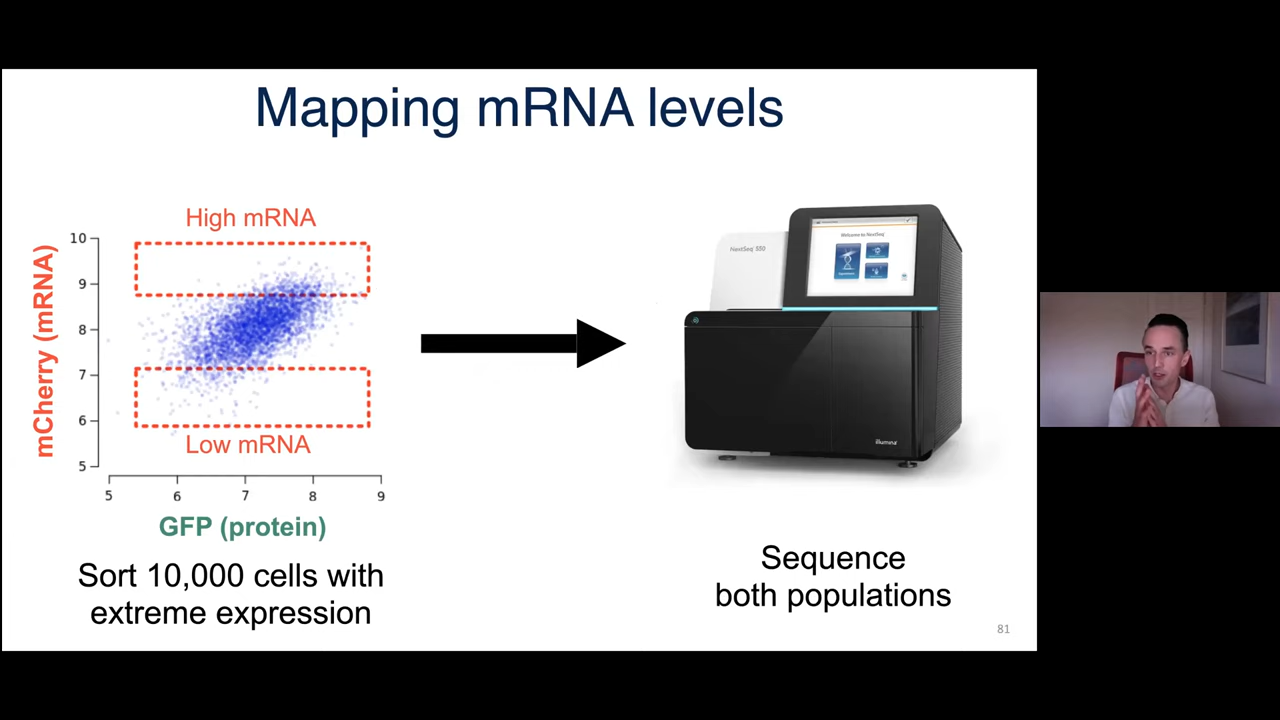 Mapping mRNA levels
High mRNA
10
9
8
7
6
5
mCherry (mRNA)
Low mRNA
5 6 7 8 9
GFP (protein)
Sort 10,000 cells with
extreme expression
NextSeq 550
Welcome to NextSeq
illumina
Sequence
both populations
81